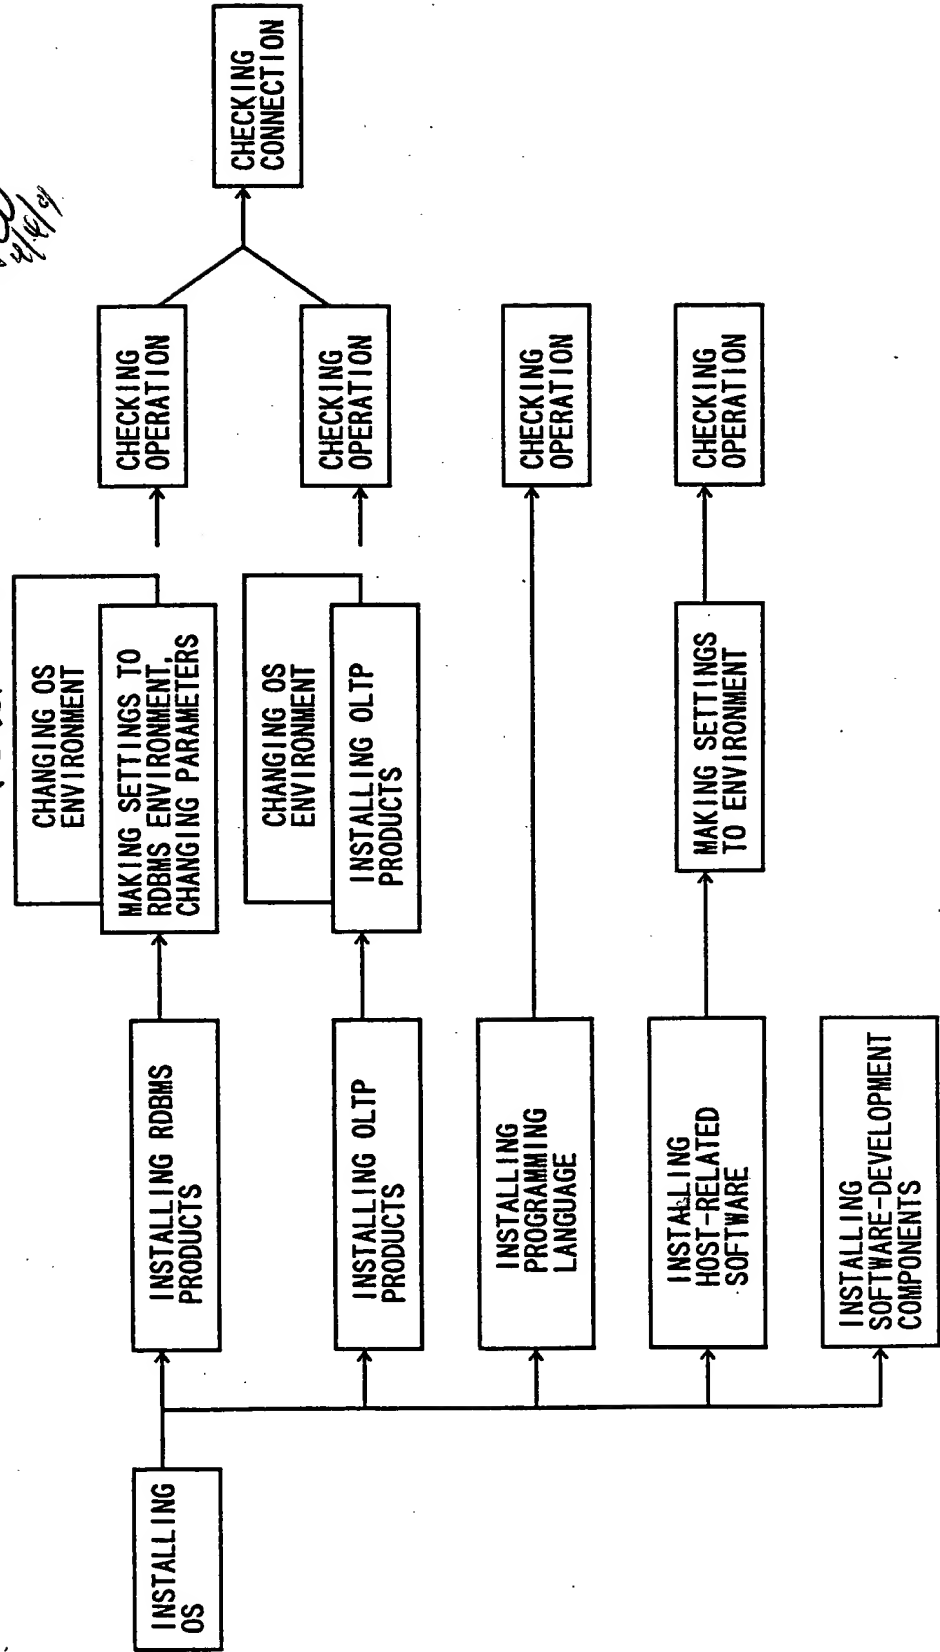 INSTALLING
OS
INSTALLING RDBMS
PRODUCTS
CHANGING OS
ENVIRONMENT
MAKING SETTINGS TO
RDBMS ENVIRONMENT,
CHANGING PARAMETERS
CHECKING
OPERATION
CHECKING
CONNECTION
INSTALLING OLTP
PRODUCTS
CHANGING OS
ENVIRONMENT
INSTALLING OLTP
PRODUCTS
CHECKING
OPERATION
INSTALLING
PROGRAMMING
LANGUAGE
CHECKING
OPERATION
INSTALLING
HOST-RELATED
SOFTWARE
MAKING SETTINGS
TO ENVIRONMENT
CHECKING
OPERATION
INSTALLING
SOFTWARE-DEVELOPMENT
COMPONENTS